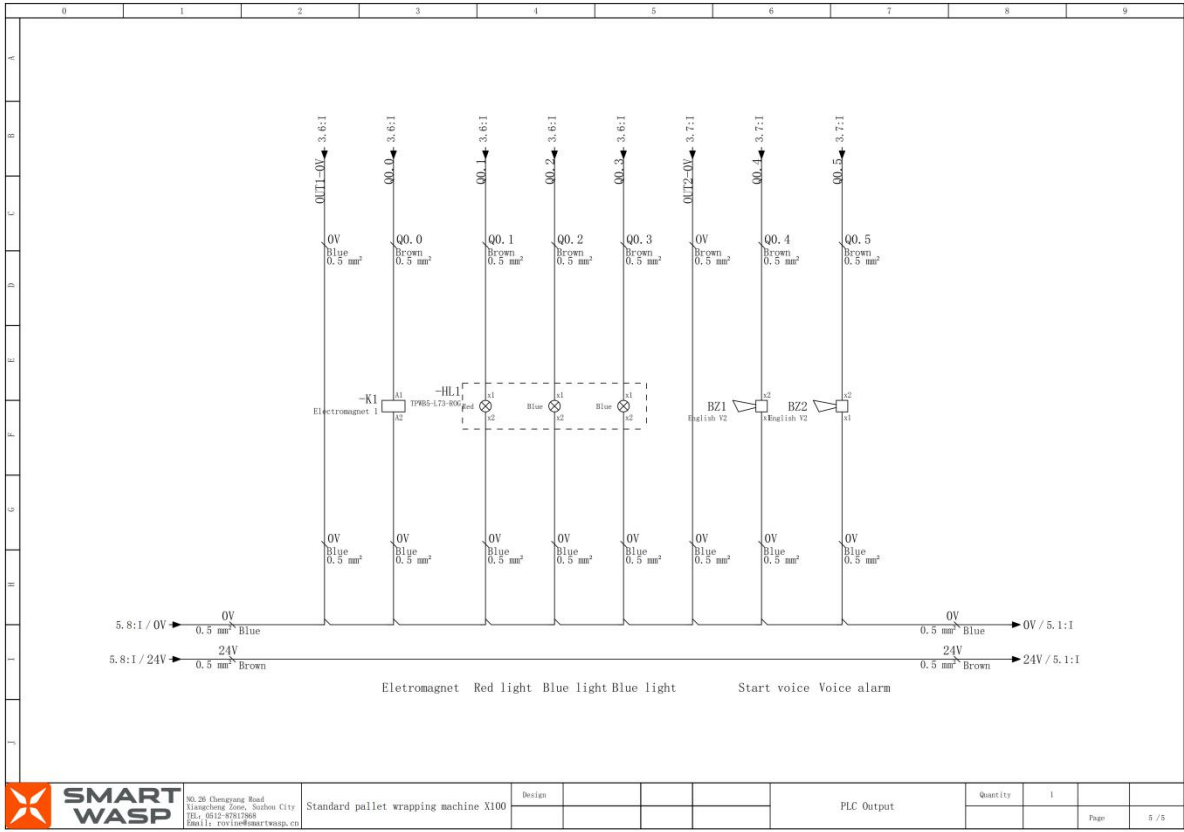 0 1 2 3 4 5 6 7 8 9
A
B
C
D
E
F
G
H
I
J
3.6:I 3.6:I 3.6:I 3.6:I 3.6:I 3.7:I 3.7:I 3.7:I
OUT1-0V Q0.0 Q0.1 Q0.2 Q0.3 OUT2-0V Q0.4 Q0.5
0V Q0.0 Q0.1 Q0.2 Q0.3 0V Q0.4 Q0.5
Blue Brown Brown Brown Brown Brown Brown Brown
0.5 mm² 0.5 mm² 0.5 mm² 0.5 mm² 0.5 mm² 0.5 mm² 0.5 mm² 0.5 mm²
-K1
Electromagnet 1
A1
A2
-HL1
TPWB5-L73-ROG
Red x1 x2
Blue x1 x2
Blue x1 x2
BZ1
English V2
x2
x1
BZ2
English V2
x2
x1
0V 0V 0V 0V 0V 0V 0V 0V
Blue Blue Blue Blue Blue Blue Blue Blue
0.5 mm² 0.5 mm² 0.5 mm² 0.5 mm² 0.5 mm² 0.5 mm² 0.5 mm² 0.5 mm²
5.8:I / 0V 0V 0V 0V / 5.1:I
0.5 mm² Blue 0.5 mm² Blue
5.8:I / 24V 24V 24V 24V / 5.1:I
0.5 mm² Brown 0.5 mm² Brown
Eletromagnet Red light Blue light Blue light Start voice Voice alarm
SMART
WASP
NO.26 Chengyang Road
Xiangcheng Zone, Suzhou City
TEL: 0512-87817868
Email: rovine@smartwasp.cn
Standard pallet wrapping machine X100
Design
PLC Output
Quantity 1
Page 5 / 5